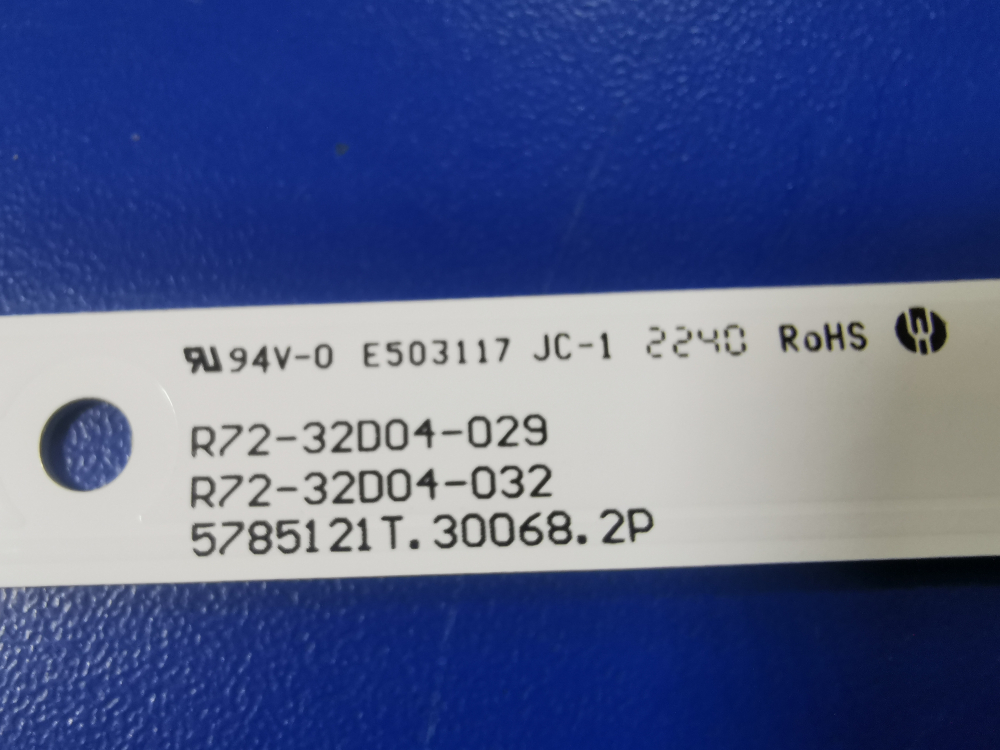 94V-0 E503117 JC-1 2240 RoHS
R72-32D04-029
R72-32D04-032
5785121T.30068.2P